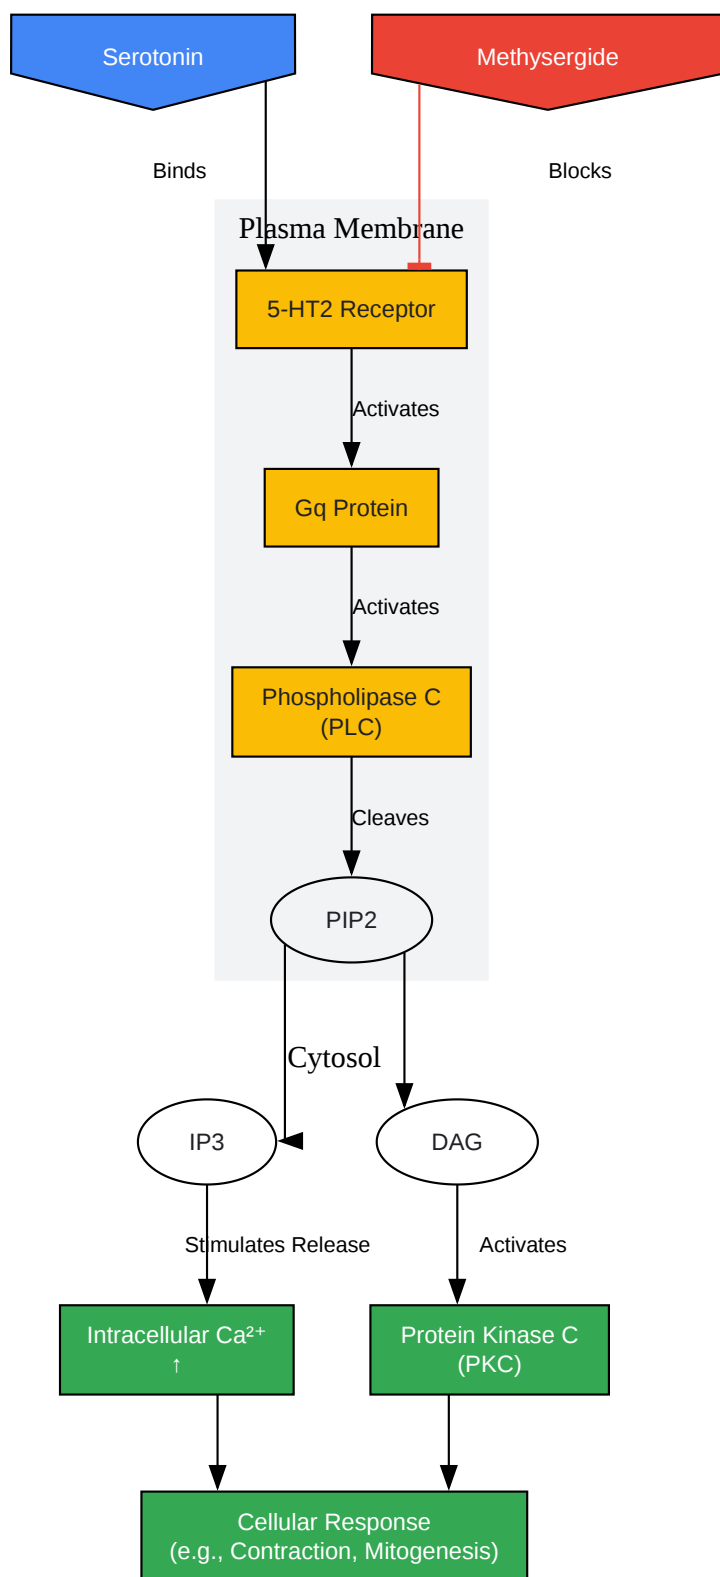 Serotonin
Methysergide
Binds
Blocks
Plasma Membrane
5-HT2 Receptor
Activates
Gq Protein
Activates
Phospholipase C
(PLC)
Cleaves
PIP2
Cytosol
IP3
DAG
Stimulates Release
Activates
Intracellular Ca²⁺
↑
Protein Kinase C
(PKC)
Cellular Response
(e.g., Contraction, Mitogenesis)